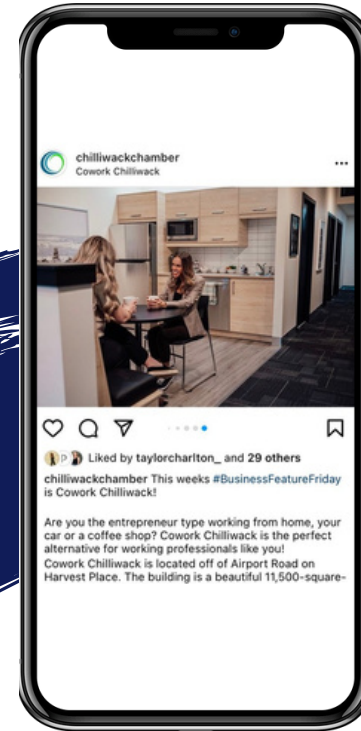 chilliwackchamber
Cowork Chilliwack
Liked by taylorcharlton_ and 29 others
chilliwackchamber This weeks #BusinessFeatureFriday
is Cowork Chilliwack!
Are you the entrepreneur type working from home, your
car or a coffee shop? Cowork Chilliwack is the perfect
alternative for working professionals like you!
Cowork Chilliwack is located off of Airport Road on
Harvest Place. The building is a beautiful 11,500-square-